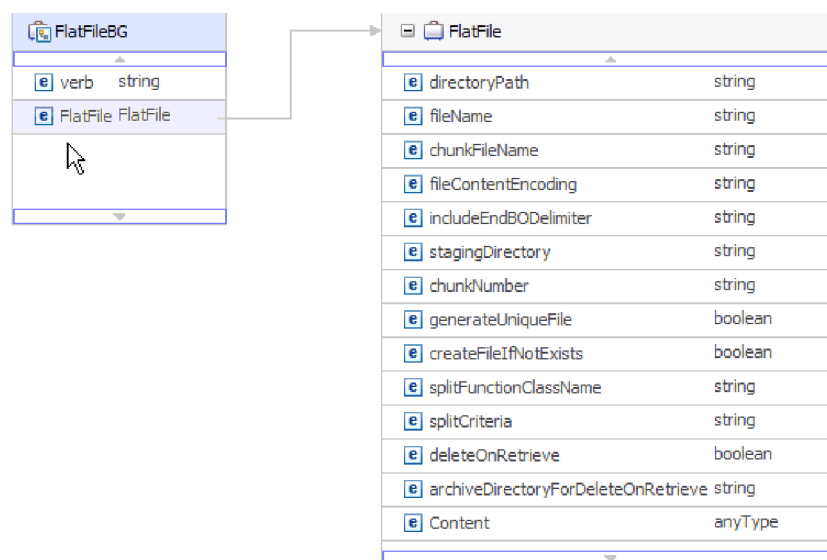 FlatFileBG
verb string
FlatFile FlatFile
FlatFile
directoryPath string
fileName string
chunkFileName string
fileContentEncoding string
includeEndBODelimiter string
stagingDirectory string
chunkNumber string
generateUniqueFile boolean
createFileIfNotExists boolean
splitFunctionClassName string
splitCriteria string
deleteOnRetrieve boolean
archiveDirectoryForDeleteOnRetrieve string
Content anyType